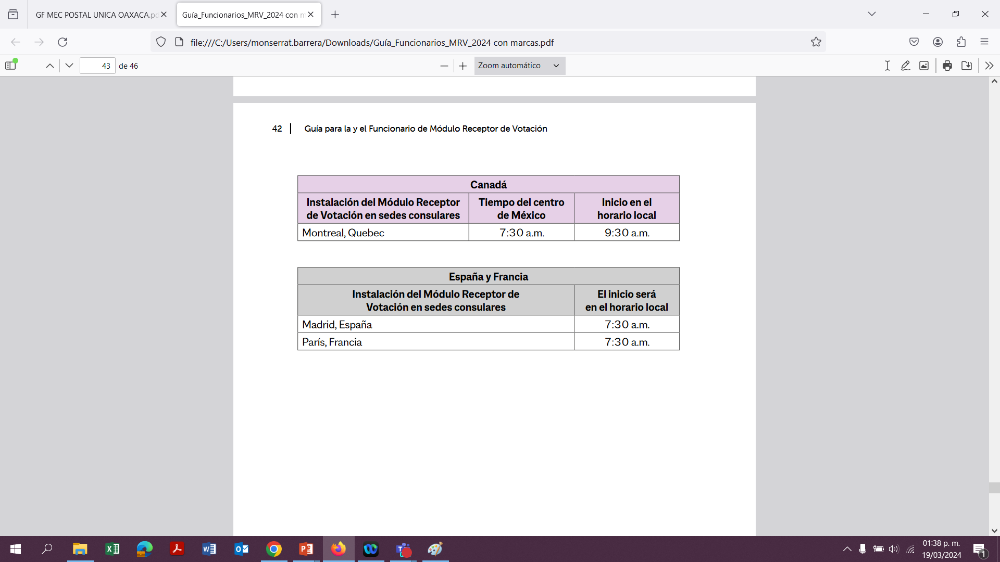 GF MEC POSTAL UNICA OAXACA.pd
Guía_Funcionarios_MRV_2024 con m
file:///C:/Users/monserrat.barrera/Downloads/Guía_Funcionarios_MRV_2024 con marcas.pdf
43 de 46
Zoom automático
42 Guía para la y el Funcionario de Módulo Receptor de Votación
Canadá
Instalación del Módulo Receptor de Votación en sedes consulares
Tiempo del centro de México
Inicio en el horario local
Montreal, Quebec 7:30 a.m. 9:30 a.m.
España y Francia
Instalación del Módulo Receptor de Votación en sedes consulares
El inicio será en el horario local
Madrid, España 7:30 a.m.
París, Francia 7:30 a.m.
01:38 p. m.
19/03/2024
1